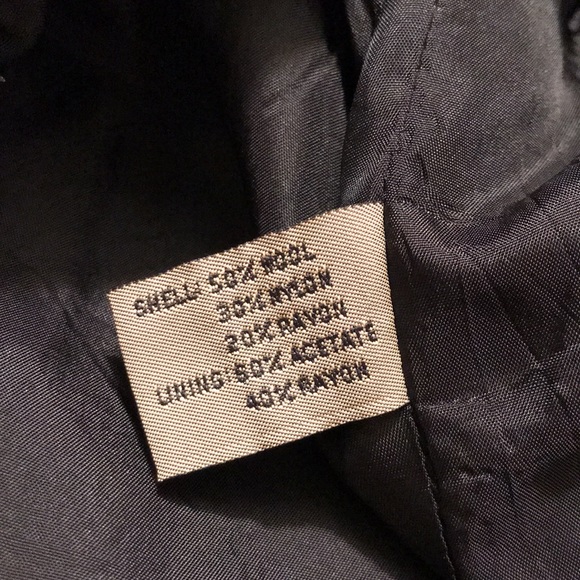 SHELL: 50% WOOL
30% NYLON
20% RAYON
LINING: 60% ACETATE
40% RAYON